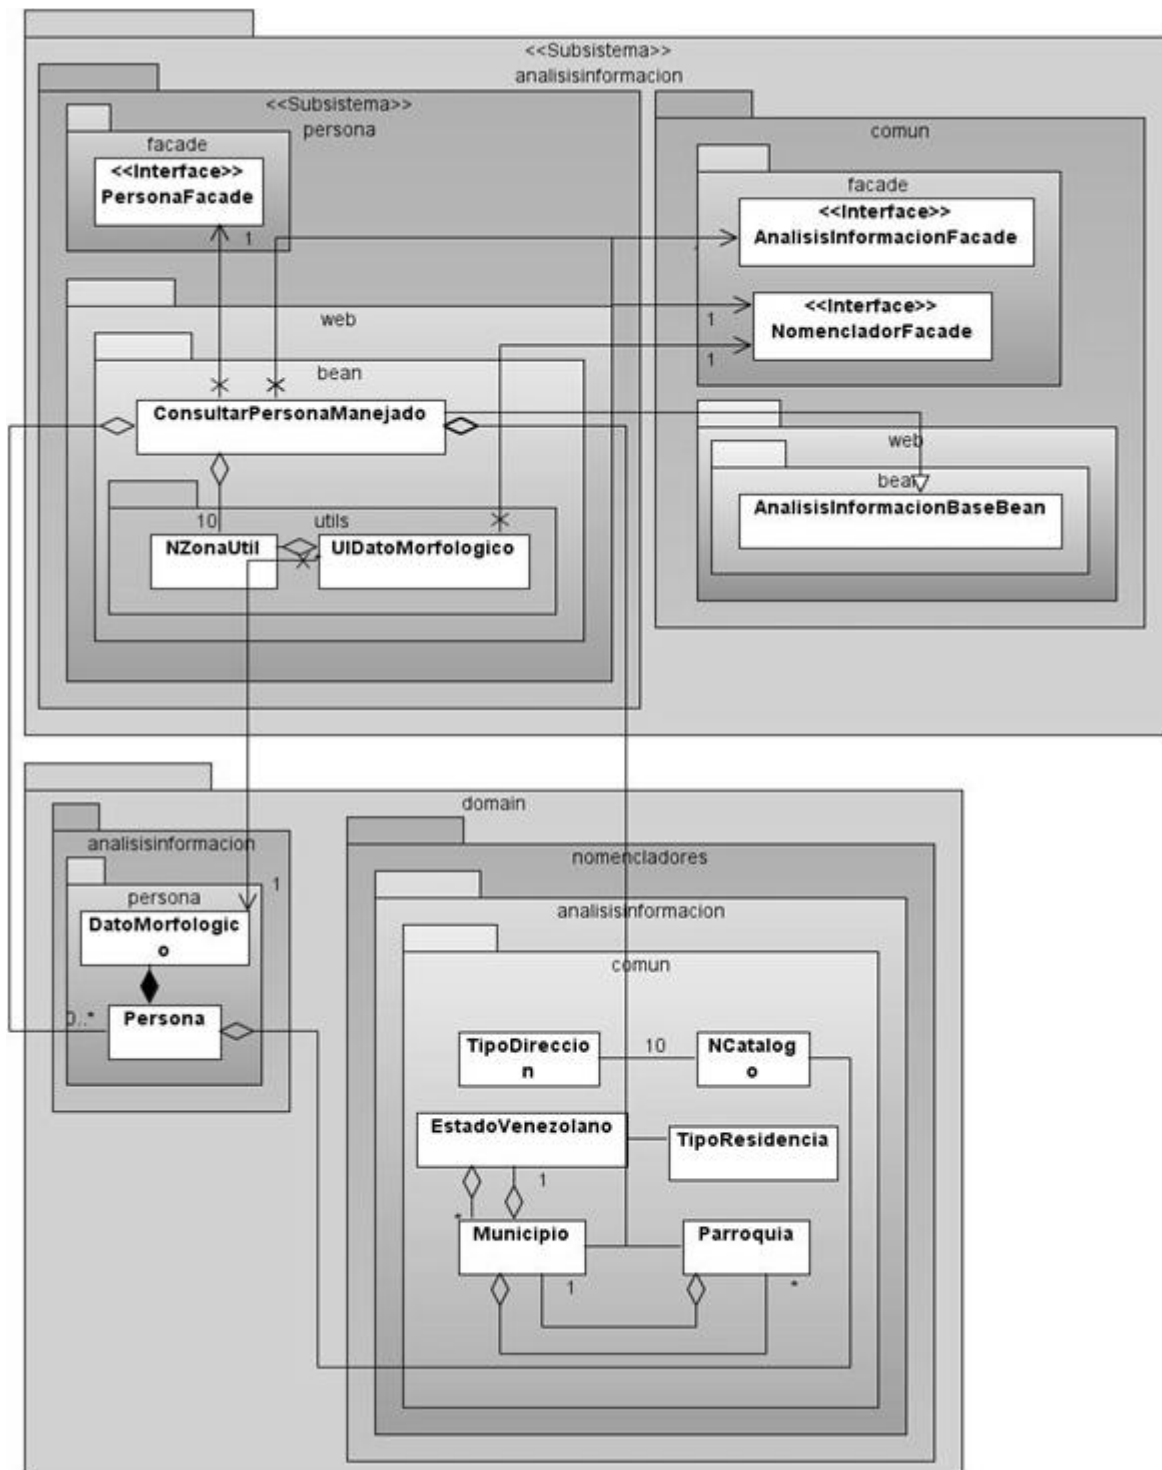 <<Subsistema>>
analisisinformacion
<<Subsistema>>
persona
facade
<<Interface>>
PersonaFacade
1
comun
facade
<<Interface>>
AnalisisInformacionFacade
<<Interface>>
NomencladorFacade
1
1
web
bean
ConsultarPersonaManejado
10
utils
NZonaUtil
UIDatoMorfologico
web
bean
AnalisisInformacionBaseBean
domain
analisisinformacion
1
persona
DatoMorfologic
o
0..*
Persona
nomencladores
analisisinformacion
comun
TipoDireccio
n
10
NCatalog
o
EstadoVenezolano
TipoResidencia
1
*
Municipio
Parroquia
1
*